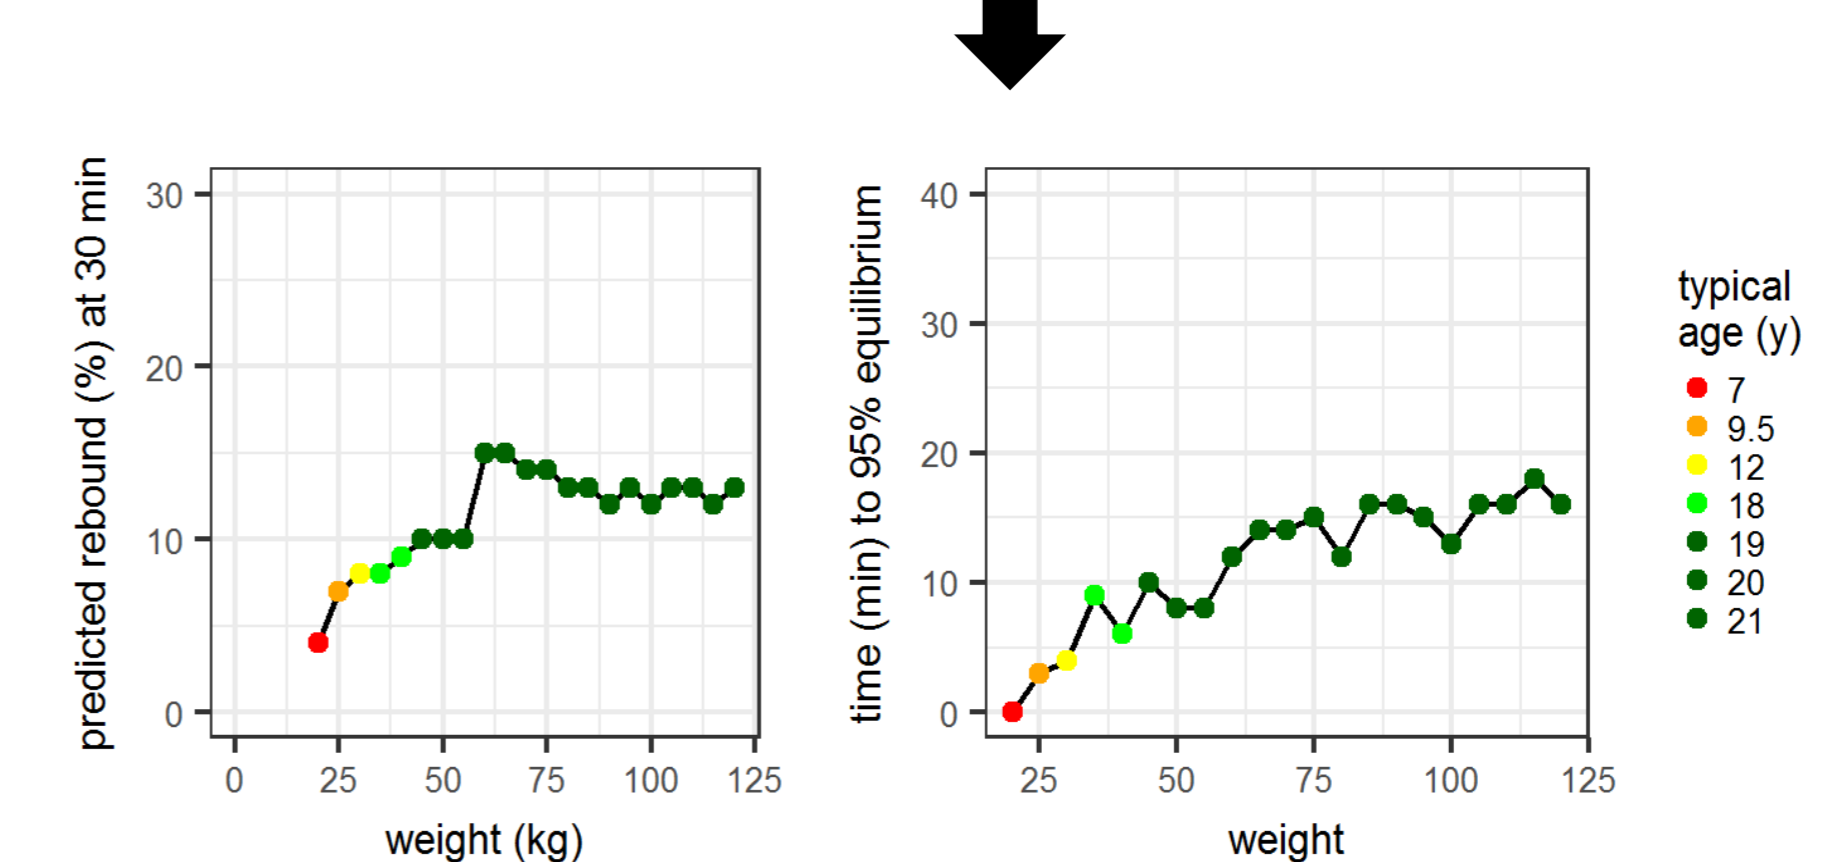 predicted rebound (%) at 30 min
30
20
10
0
0 25 50 75 100 125
weight (kg)
time (min) to 95% equilibrium
40
30
20
10
0
25 50 75 100 125
weight
typical
age (y)
7
9.5
12
18
19
20
21